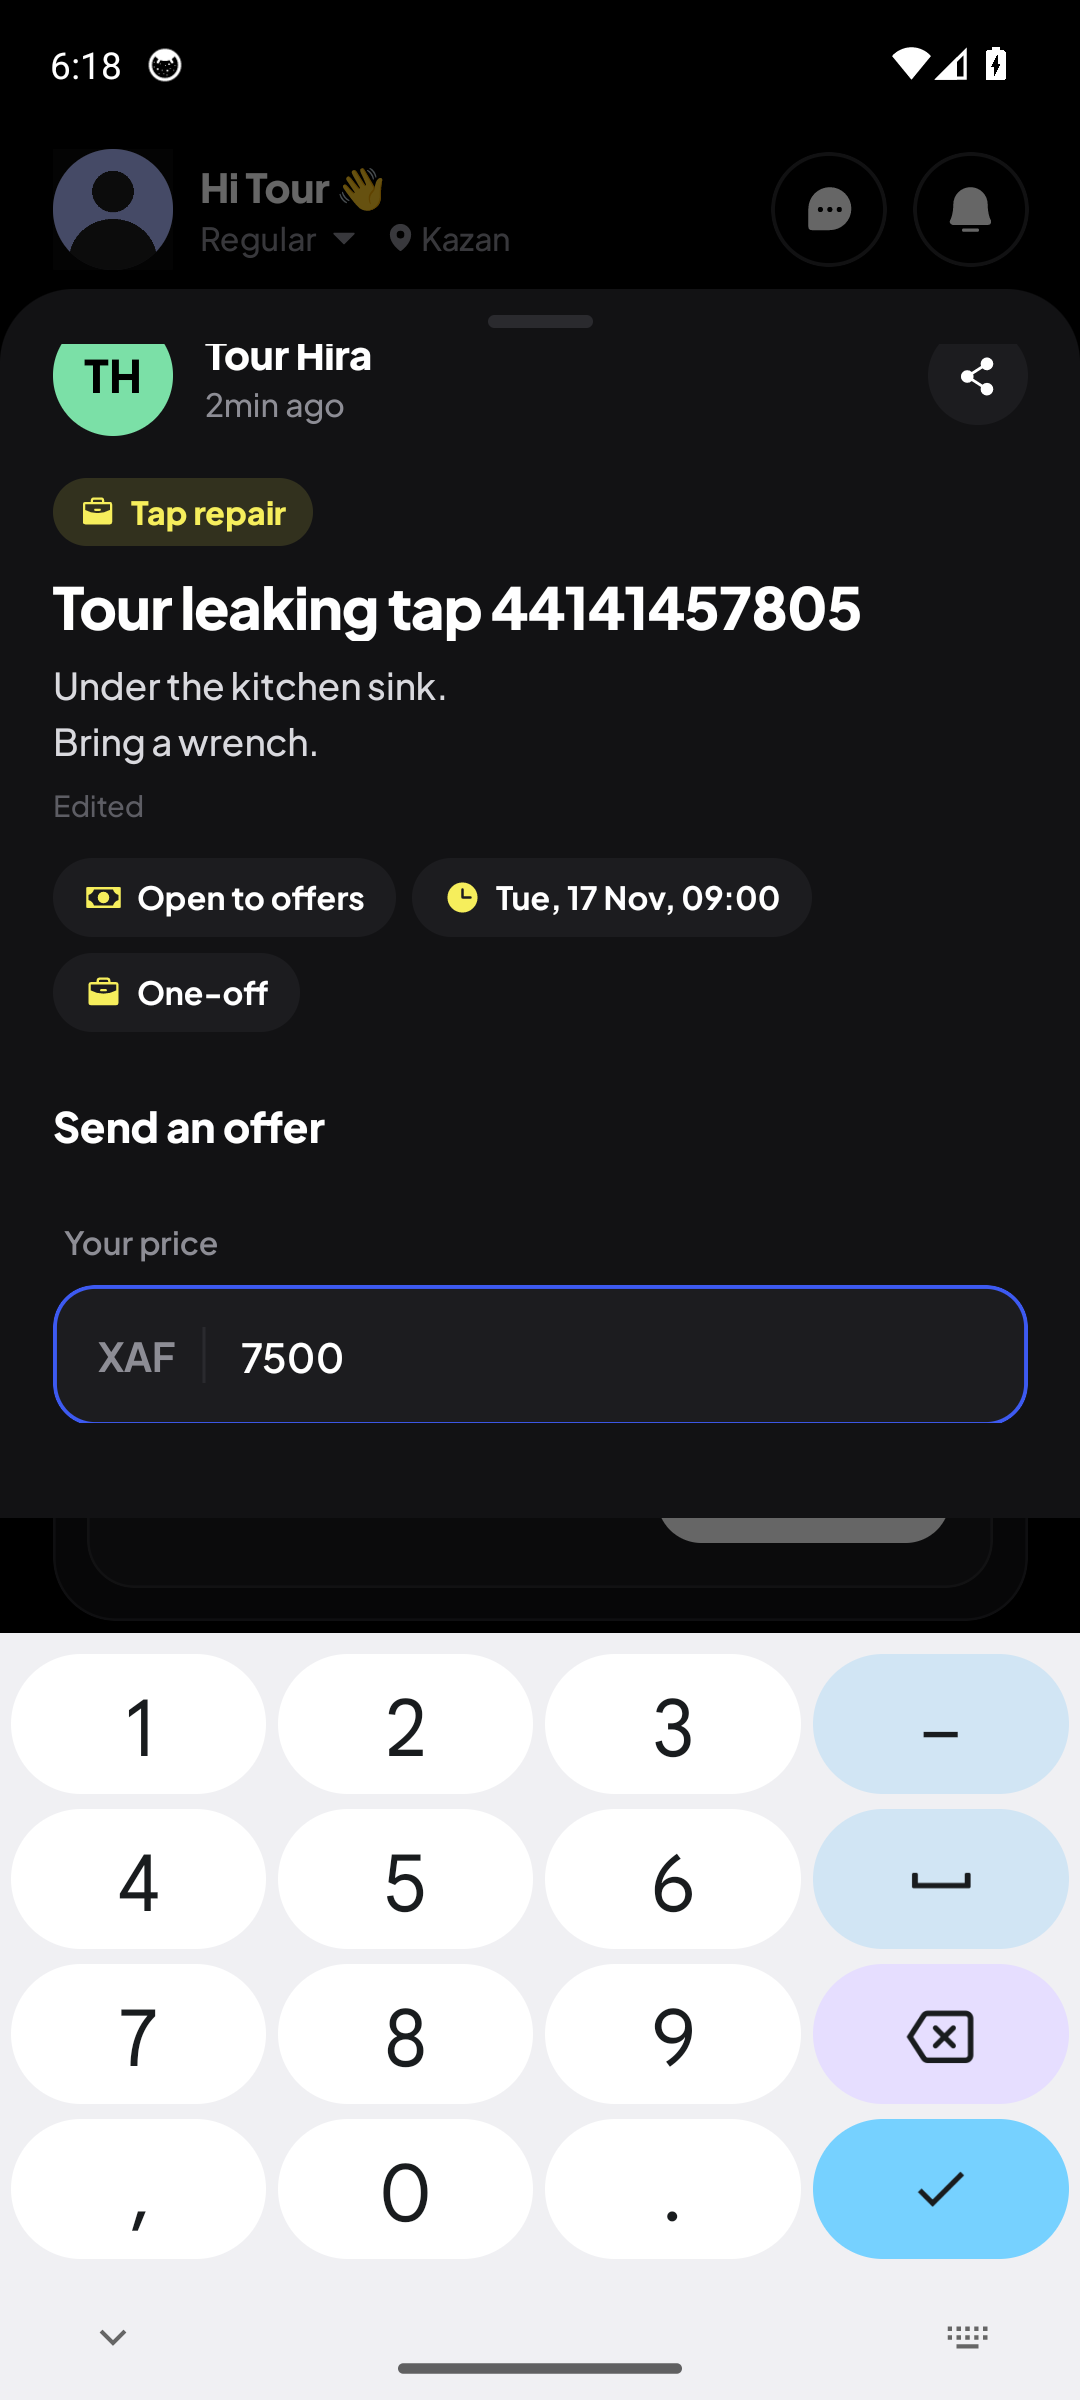 6:18
Hi Tour 👋
Regular
Kazan
TH
Tour Hira
2min ago
Tap repair
Tour leaking tap 44141457805
Under the kitchen sink.
Bring a wrench.
Edited
Open to offers
Tue, 17 Nov, 09:00
One-off
Send an offer
Your price
XAF 7500
1 2 3 –
4 5 6
7 8 9
, 0 .